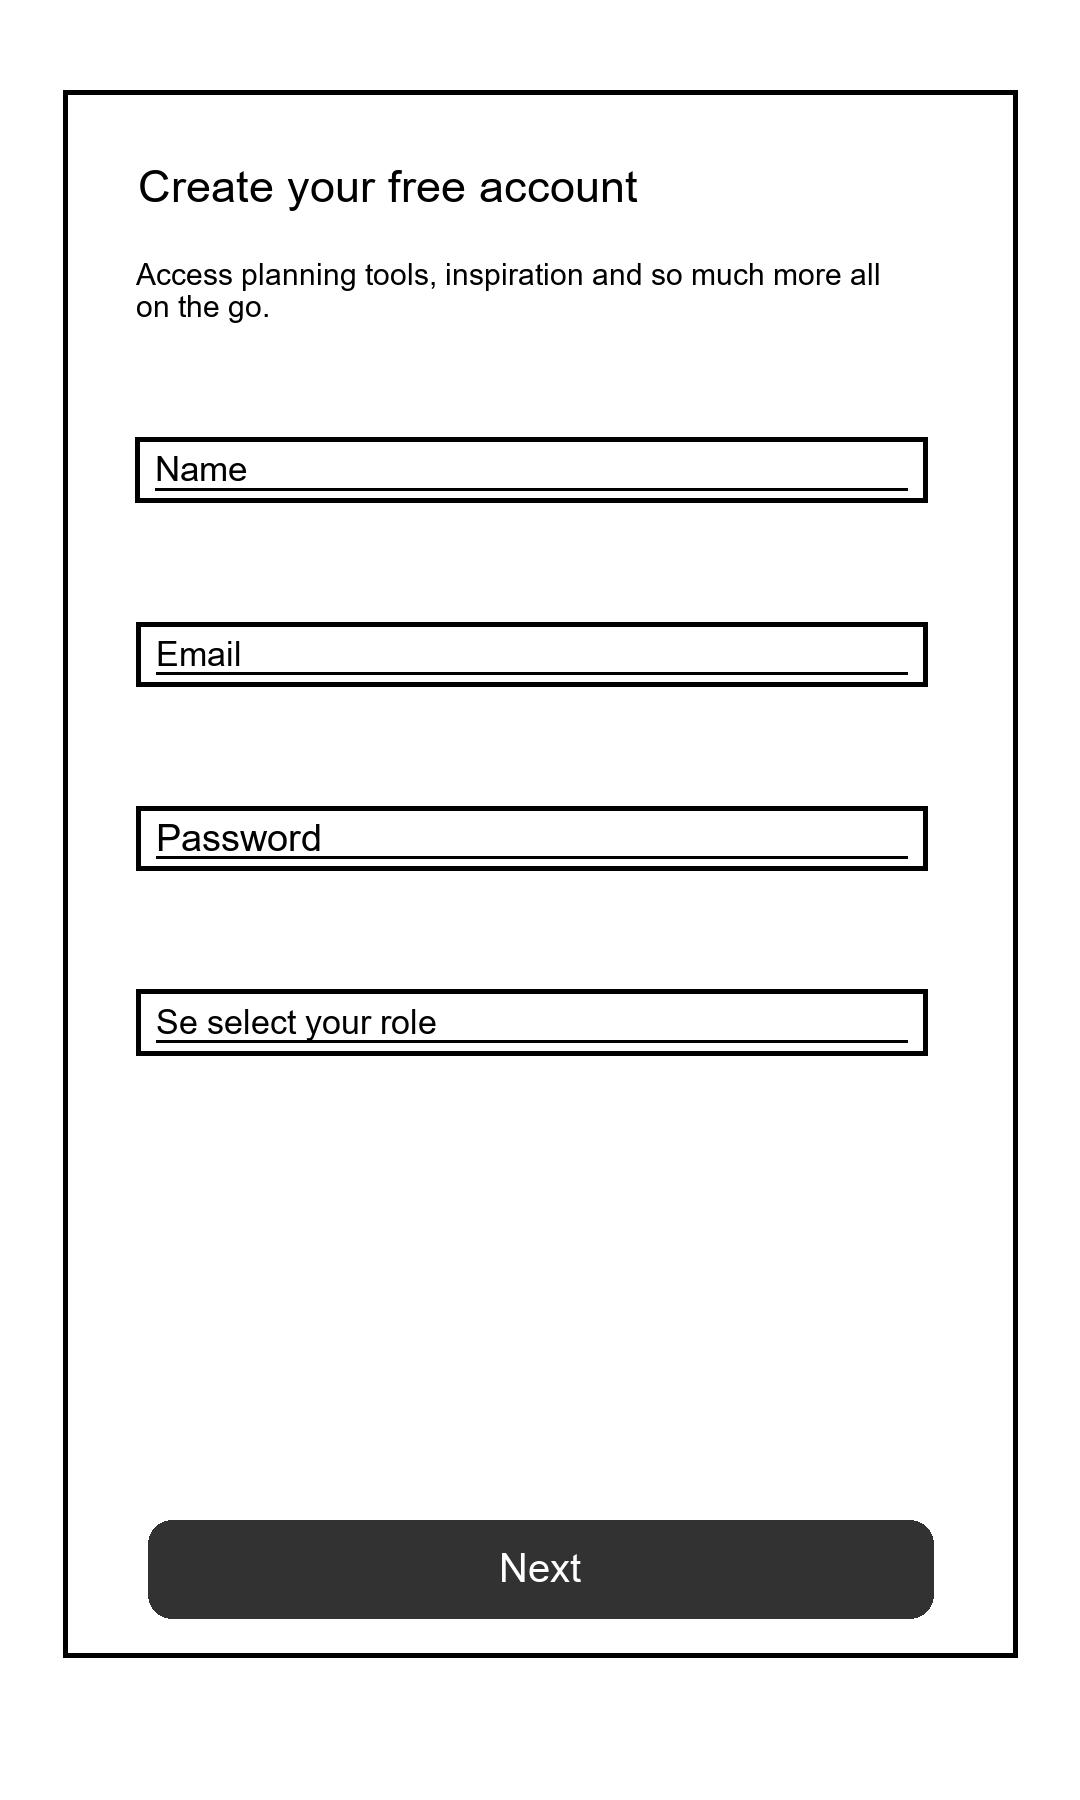 Create your free account
Access planning tools, inspiration and so much more all
on the go.
Name
Email
Password
Se select your role
Next